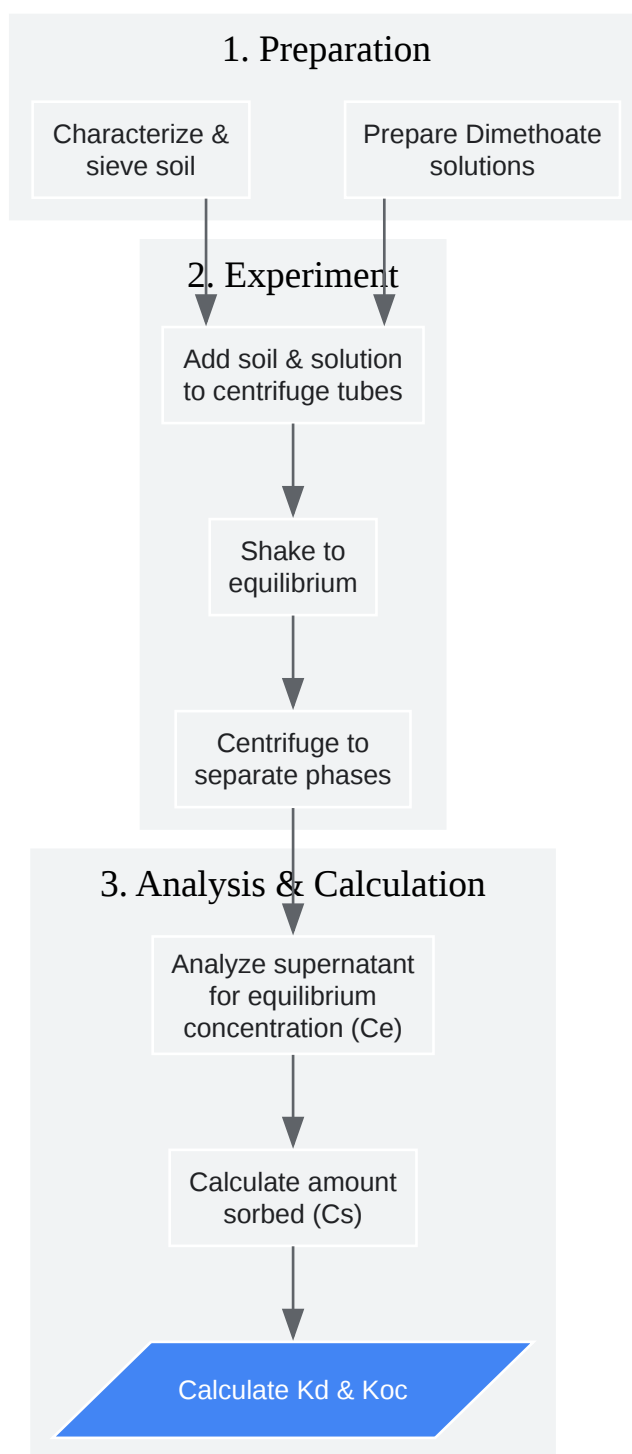 1. Preparation
Characterize &
sieve soil
Prepare Dimethoate
solutions
2. Experiment
Add soil & solution
to centrifuge tubes
Shake to
equilibrium
Centrifuge to
separate phases
3. Analysis & Calculation
Analyze supernatant
for equilibrium
concentration (Ce)
Calculate amount
sorbed (Cs)
Calculate Kd & Koc